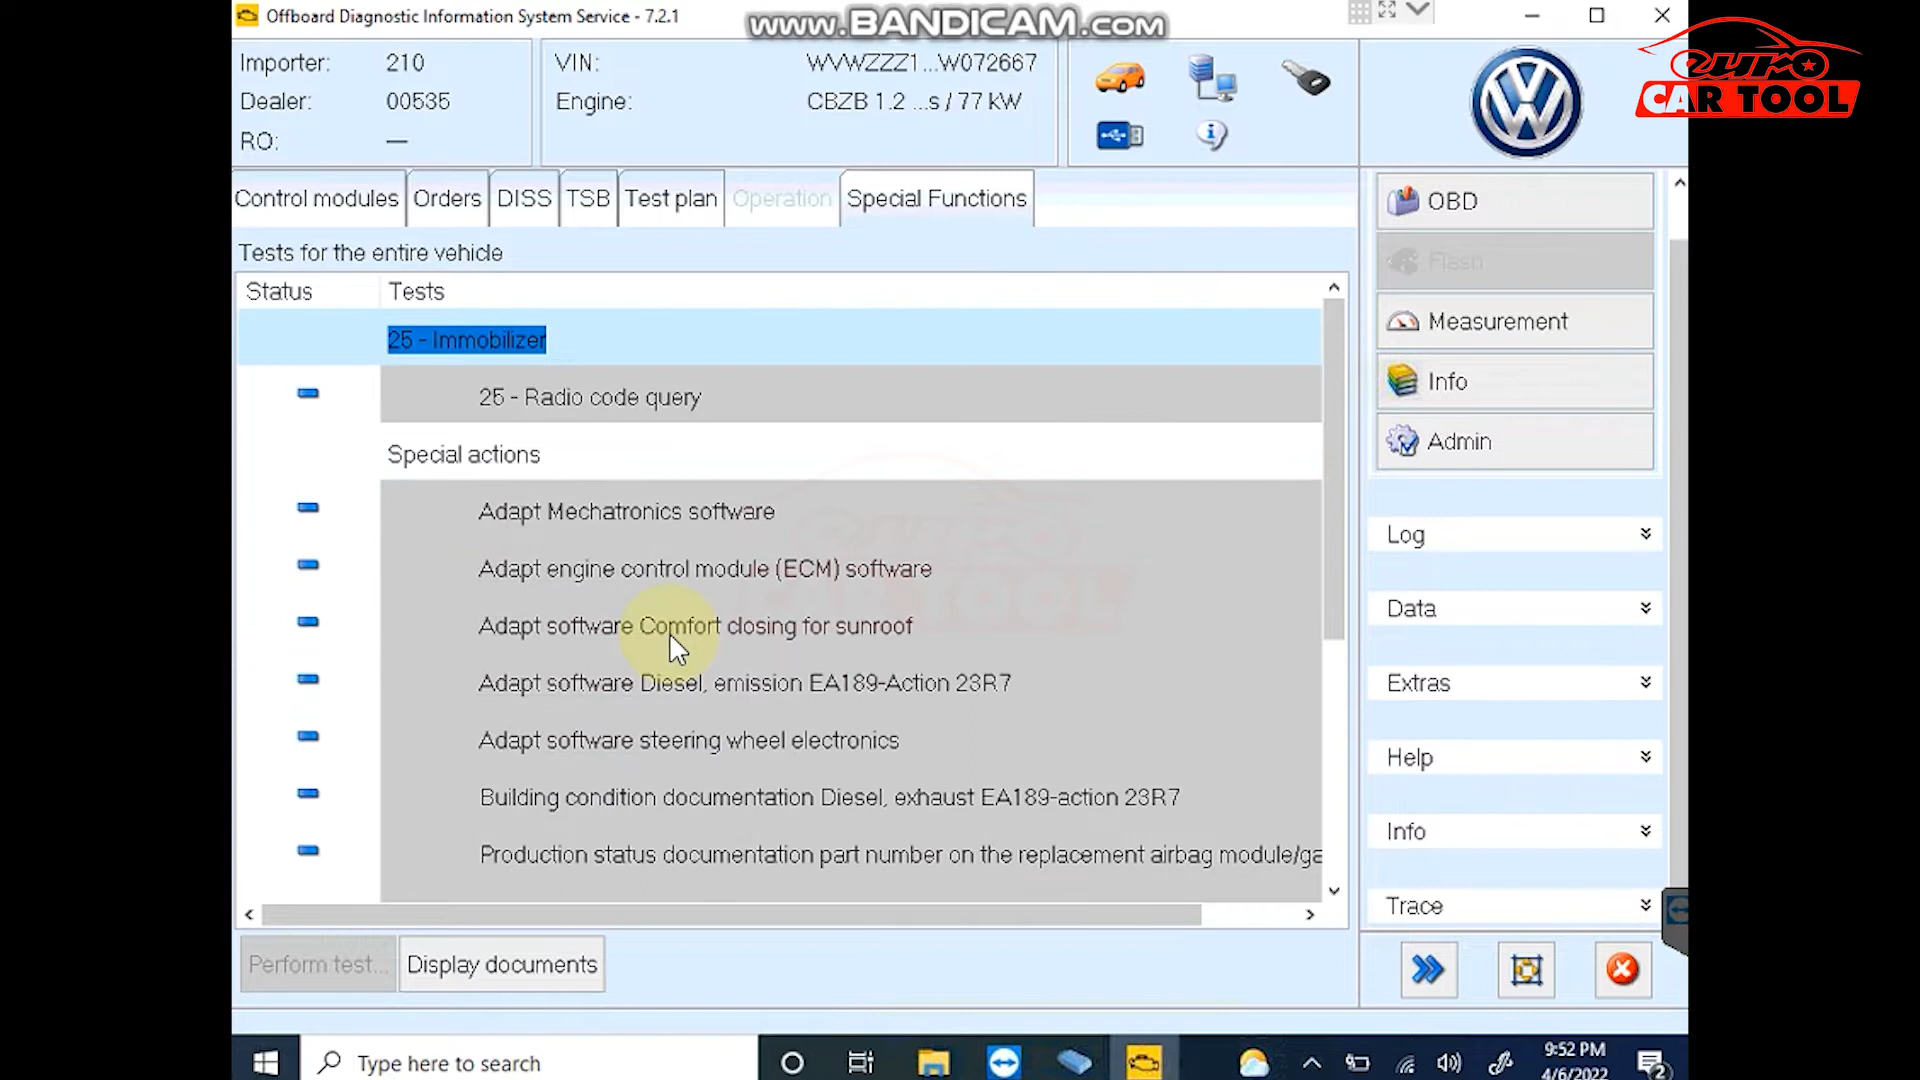 Offboard Diagnostic Information System Service - 7.2.1
www.BANDICAM.com
Importer: 210
Dealer: 00535
RO: —
VIN: WVWZZZ1...W072667
Engine: CBZB 1.2 ...s / 77 kW
euro
CAR TOOL
Control modules Orders DISS TSB Test plan Operation Special Functions
Tests for the entire vehicle
Status Tests
25 - Immobilizer
25 - Radio code query
Special actions
Adapt Mechatronics software
Adapt engine control module (ECM) software
Adapt software Comfort closing for sunroof
Adapt software Diesel, emission EA189-Action 23R7
Adapt software steering wheel electronics
Building condition documentation Diesel, exhaust EA189-action 23R7
Production status documentation part number on the replacement airbag module/ga
euro
CAR TOOL
Perform test... Display documents
OBD
Flash
Measurement
Info
Admin
Log
Data
Extras
Help
Info
Trace
Type here to search
9:52 PM
4/6/2022
2